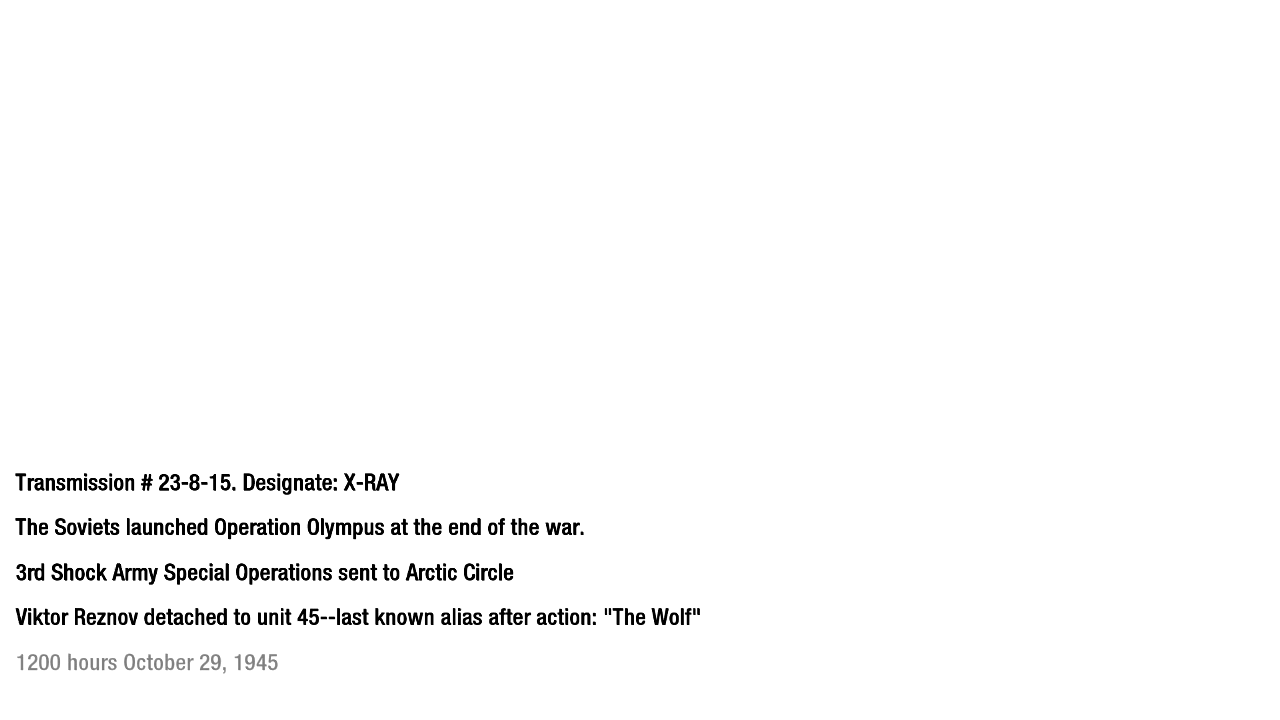 Transmission # 23-8-15. Designate: X-RAY
The Soviets launched Operation Olympus at the end of the war.
3rd Shock Army Special Operations sent to Arctic Circle
Viktor Reznov detached to unit 45--last known alias after action: "The Wolf"
1200 hours October 29, 1945